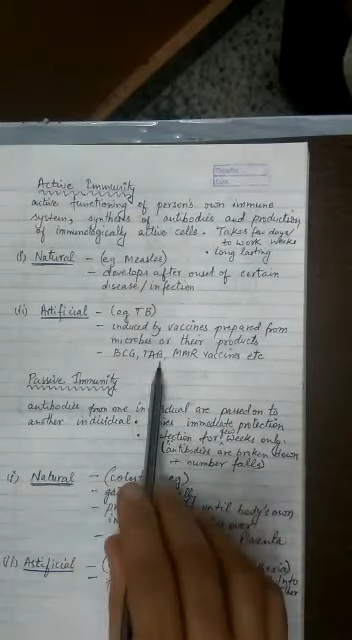 Active Immunity
active functioning of person's own immune
system, synthesis of antibodies and production
of immunologically active cells. • Takes few days/
to work weeks
• long lasting
(i) Natural - (eg Measles)
- develops after onset of certain
disease/infection
(ii) Artificial - (eg TB)
- induced by vaccines prepared from
microbes or their products
- BCG, TAB, MMR vaccines etc
Passive Immunity
antibodies from one individual are passed on to
another individual. immediate protection
for few weeks only.
(antibodies are broken down
+ number falls)
(i) Natural -
until body's own
over
Placenta
(ii) Artificial -
into